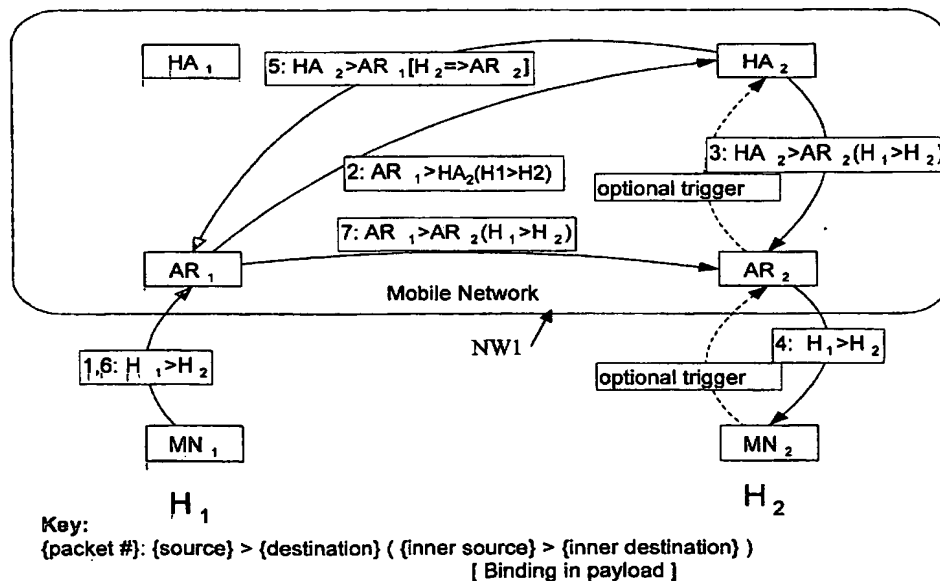 HA 1
5: HA 2>AR 1[H 2=>AR 2]
HA 2
3: HA 2>AR 2(H 1>H 2)
2: AR 1>HA2(H1>H2)
optional trigger
7: AR 1>AR 2(H 1>H 2)
AR 1
AR 2
Mobile Network
NW1
1,6: H 1>H 2
4: H 1>H 2
optional trigger
MN 1
MN 2
H 1
H 2
Key:
{packet #}: {source} > {destination} ( {inner source} > {inner destination} )
[ Binding in payload ]